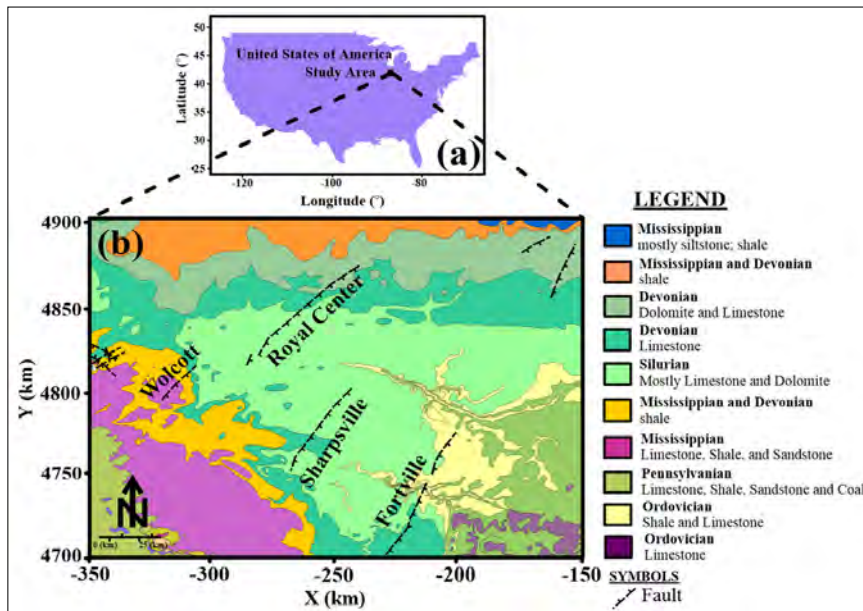 50
45
40
35
30
25
Latitude (°)
United States of America
Study Area
(a)
-120
-100
-80
Longitude (°)
4900
4850
4800
4750
4700
Y (km)
(b)
Royal Center
Wolcott
Sharpsville
Fortville
N
0 (km) 25 (km)
-350
-300
-250
-200
-150
X (km)
LEGEND
Mississippian
mostly siltstone; shale
Mississippian and Devonian
shale
Devonian
Dolomite and Limestone
Devonian
Limestone
Silurian
Mostly Limestone and Dolomite
Mississippian and Devonian
shale
Mississippian
Limestone, Shale, and Sandstone
Pennsylvanian
Limestone, Shale, Sandstone and Coal
Ordovician
Shale and Limestone
Ordovician
Limestone
SYMBOLS
Fault